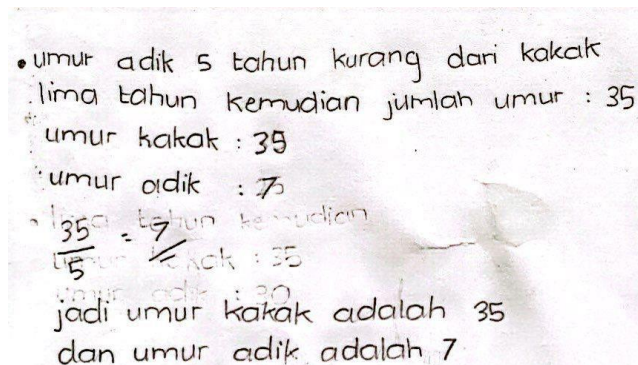 • umur adik 5 tahun kurang dari kakak
lima tahun kemudian jumlah umur : 35
umur kakak : 35
umur adik : 7
lima tahun kemudian
35/5 = 7
umur kakak : 35
umur adik : 30
jadi umur kakak adalah 35
dan umur adik adalah 7